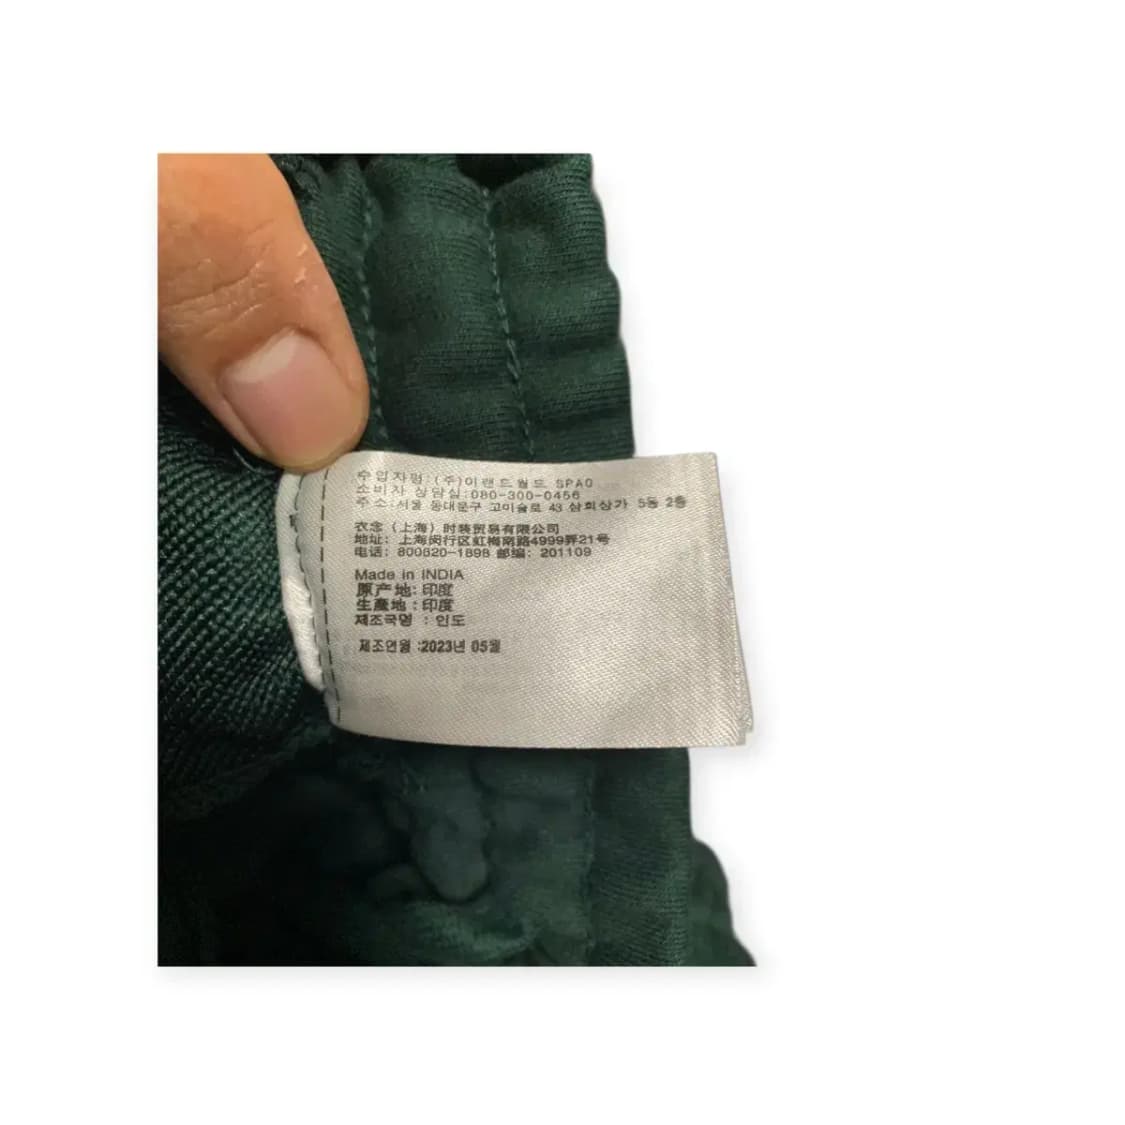 수입자명:(주)이랜드월드 SPAO
소비자 상담실:080-300-0456
주소:서울 동대문구 고미술로 43 삼희상가 5동 2층
衣念（上海）时装贸易有限公司
地址: 上海闵行区虹梅南路4999弄21号
电话: 800820-1898 邮编: 201109
Made in INDIA
原产地:印度
生產地:印度
제조국명 : 인도
제조연월 :2023년 05월